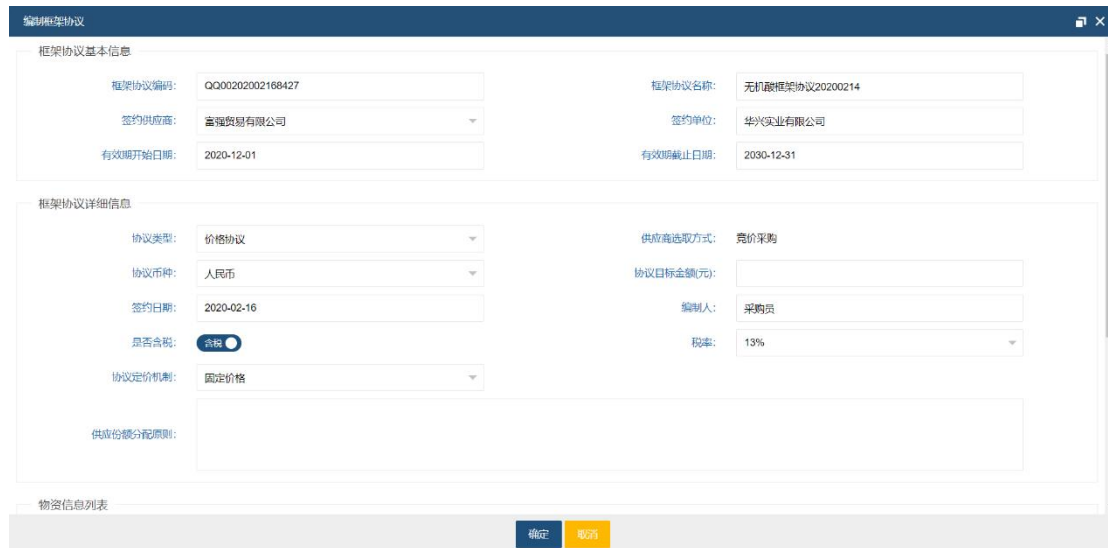 编制框架协议
框架协议基本信息
框架协议编码: QQ00202002168427 框架协议名称: 无机酸框架协议20200214
签约供应商: 富强贸易有限公司 签约单位: 华兴实业有限公司
有效期开始日期: 2020-12-01 有效期截止日期: 2030-12-31
框架协议详细信息
协议类型: 价格协议 供应商选取方式: 竞价采购
协议币种: 人民币 协议目标金额(元):
签约日期: 2020-02-16 编制人: 采购员
是否含税: 含税 税率: 13%
协议定价机制: 固定价格
供应份额分配原则:
物资信息列表
确定 取消